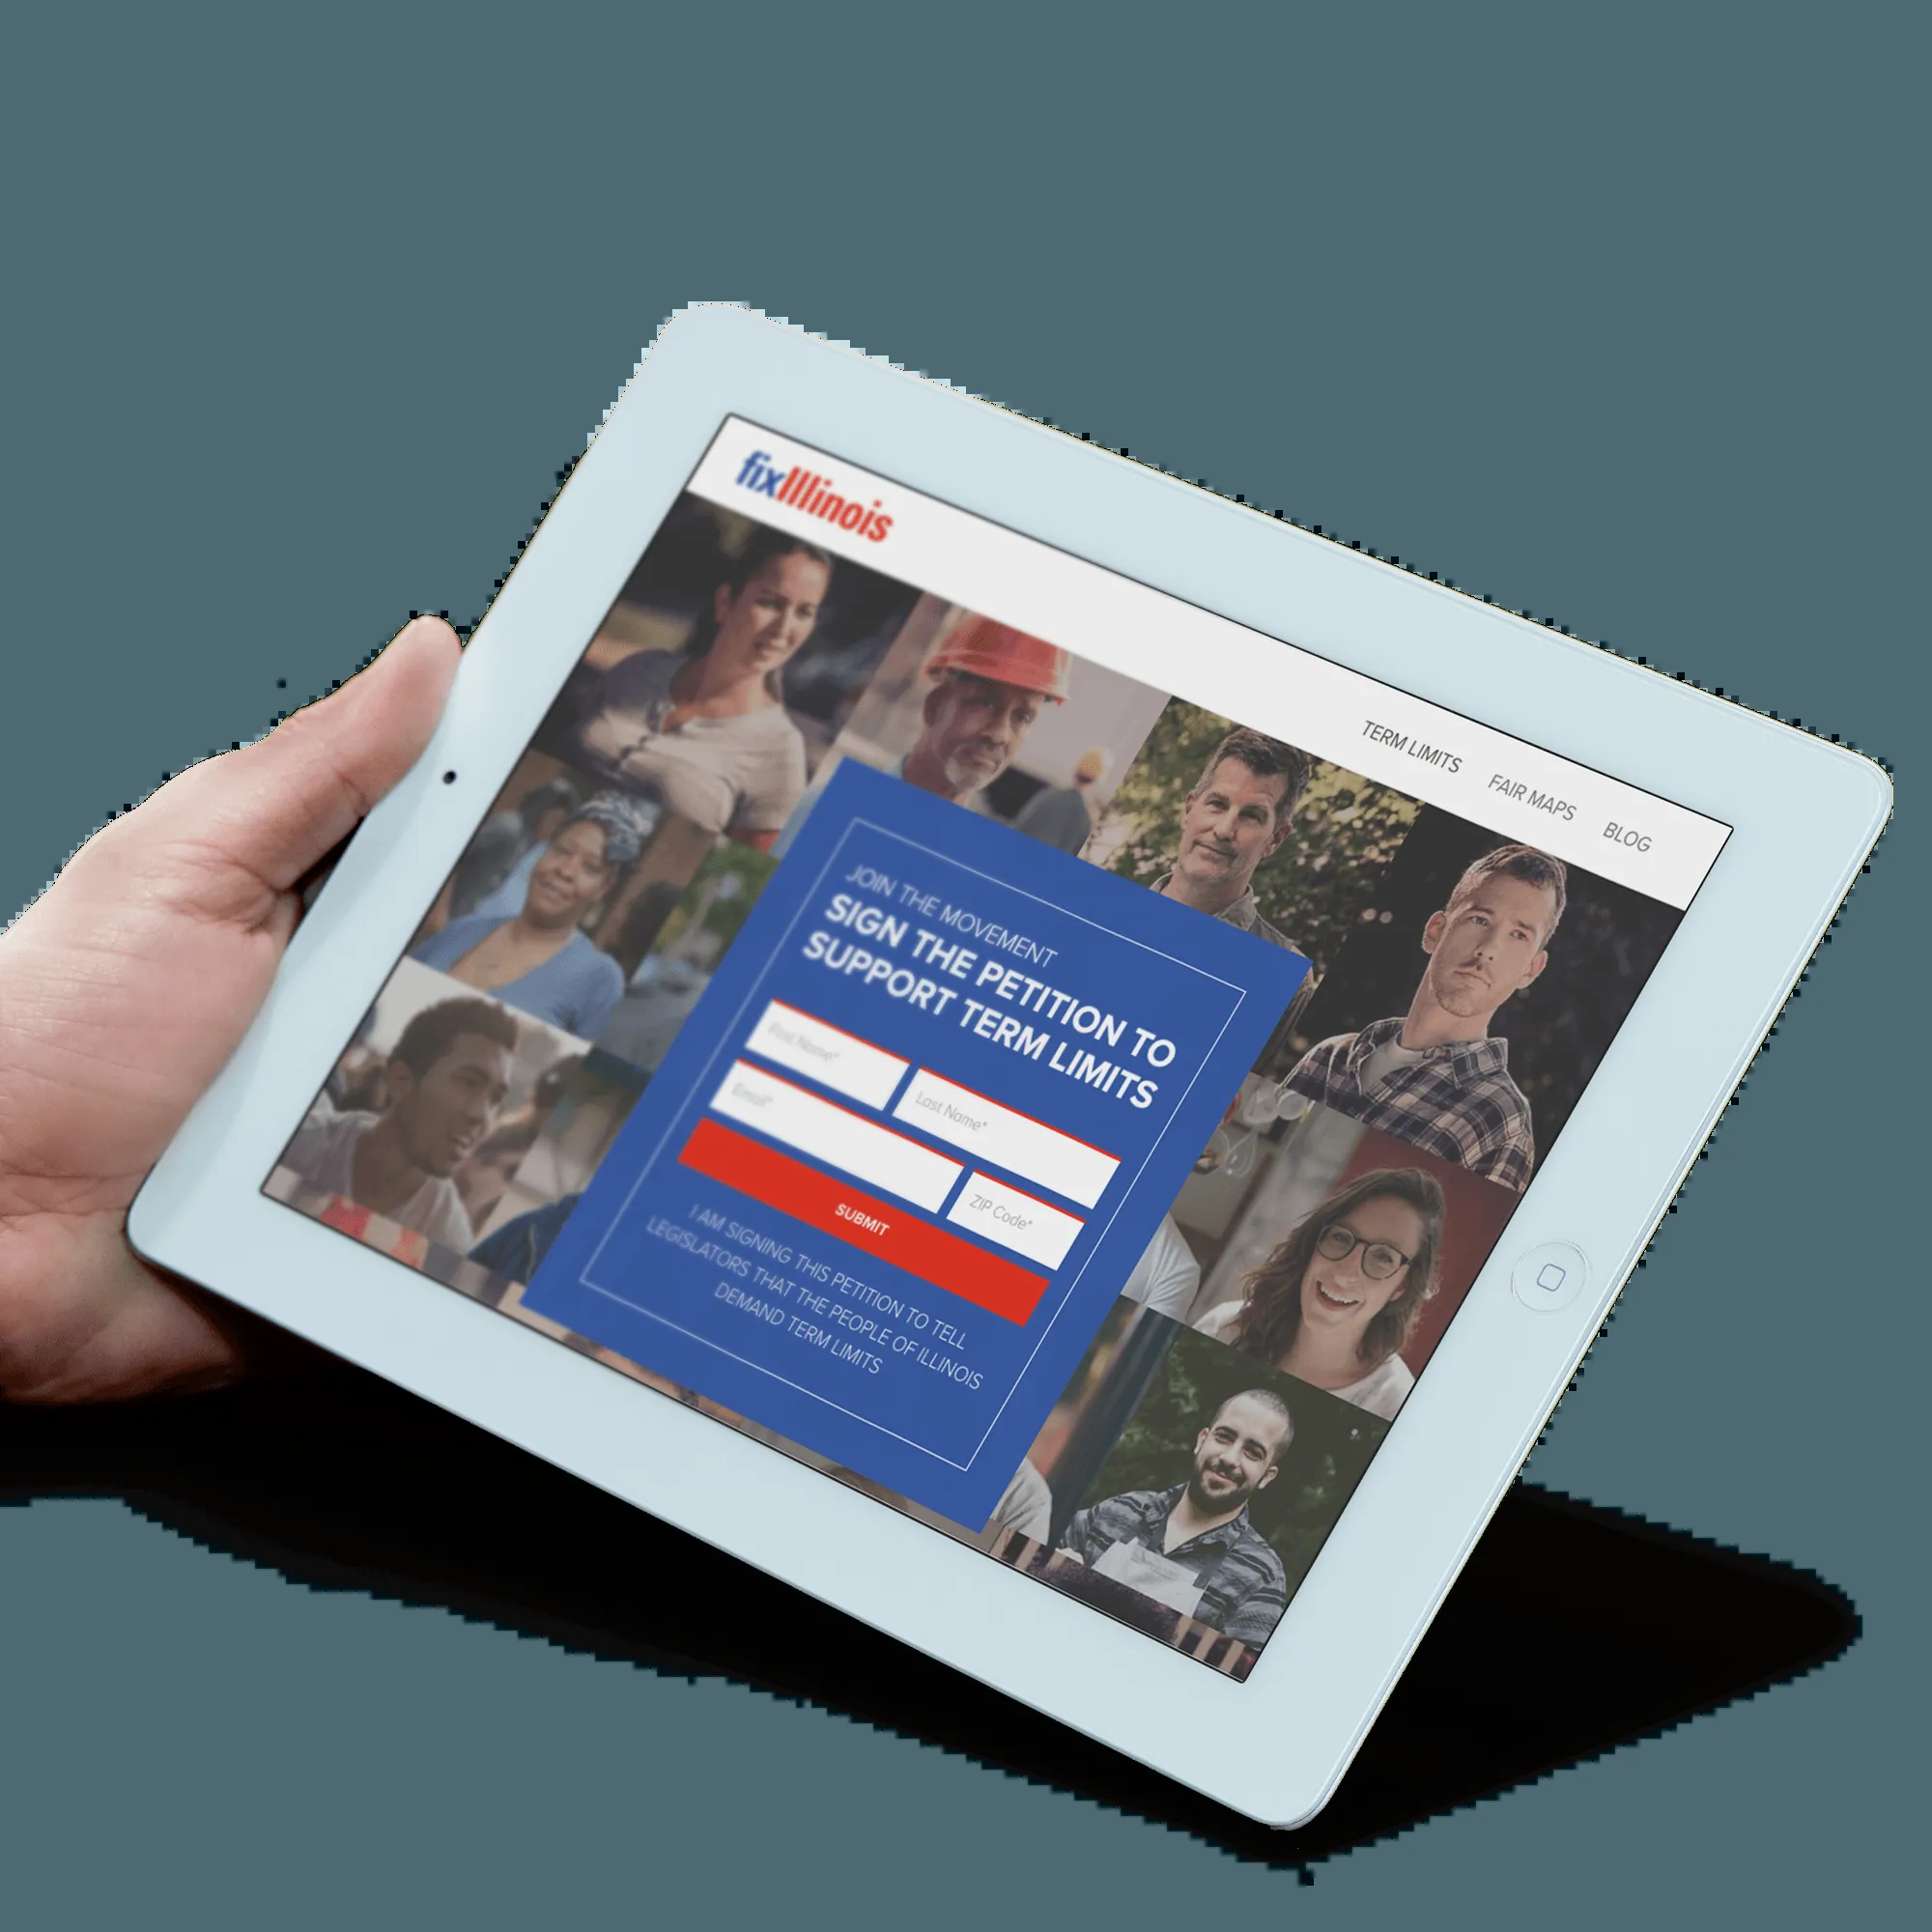 fixIllinois
TERM LIMITS
FAIR MAPS
BLOG
JOIN THE MOVEMENT
SIGN THE PETITION TO
SUPPORT TERM LIMITS
First Name*
Last Name*
Email*
ZIP Code*
SUBMIT
I AM SIGNING THIS PETITION TO TELL
LEGISLATORS THAT THE PEOPLE OF ILLINOIS
DEMAND TERM LIMITS